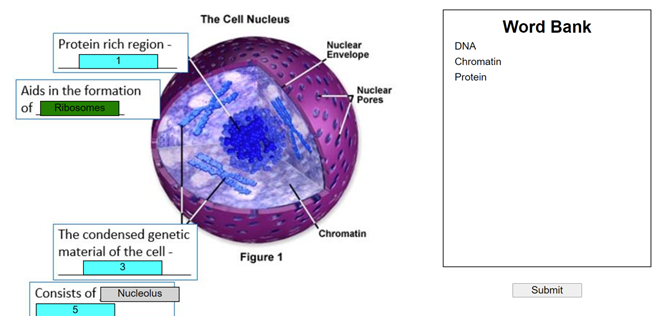 The Cell Nucleus
Protein rich region -
1
Nuclear
Envelope
Aids in the formation
of Ribosomes
Nuclear
Pores
The condensed genetic
material of the cell -
3
Chromatin
Figure 1
Consists of Nucleolus
5
Word Bank
DNA
Chromatin
Protein
Submit